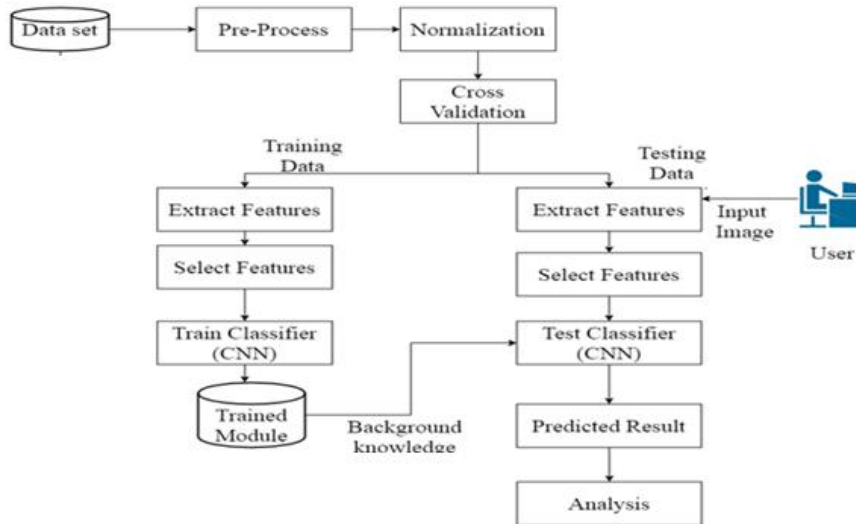 Data set
Pre-Process
Normalization
Cross
Validation
Training
Data
Testing
Data
Extract Features
Extract Features
Input
Image
User
Select Features
Select Features
Train Classifier
(CNN)
Test Classifier
(CNN)
Trained
Module
Background
knowledge
Predicted Result
Analysis